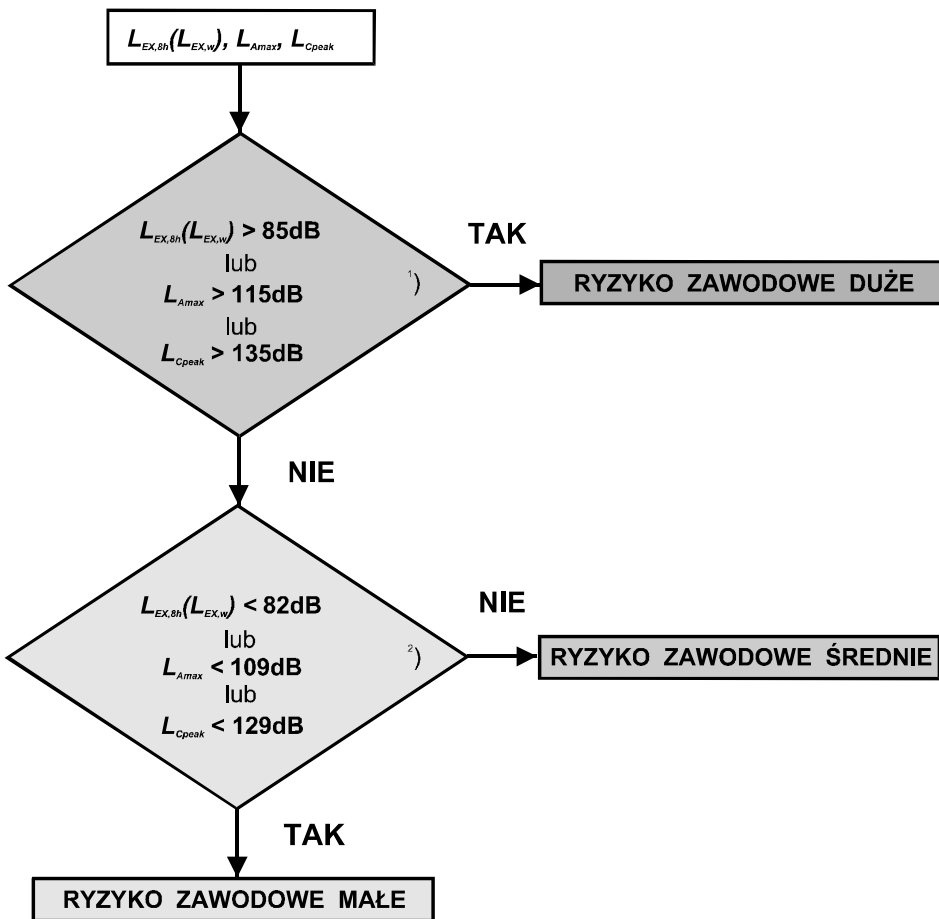 L_EX,8h(L_EX,w), L_Amax, L_Cpeak
L_EX,8h(L_EX,w) > 85dB
lub
L_Amax > 115dB
lub
L_Cpeak > 135dB
1)
TAK
RYZYKO ZAWODOWE DUŻE
NIE
L_EX,8h(L_EX,w) < 82dB
lub
L_Amax < 109dB
lub
L_Cpeak < 129dB
2)
NIE
RYZYKO ZAWODOWE ŚREDNIE
TAK
RYZYKO ZAWODOWE MAŁE